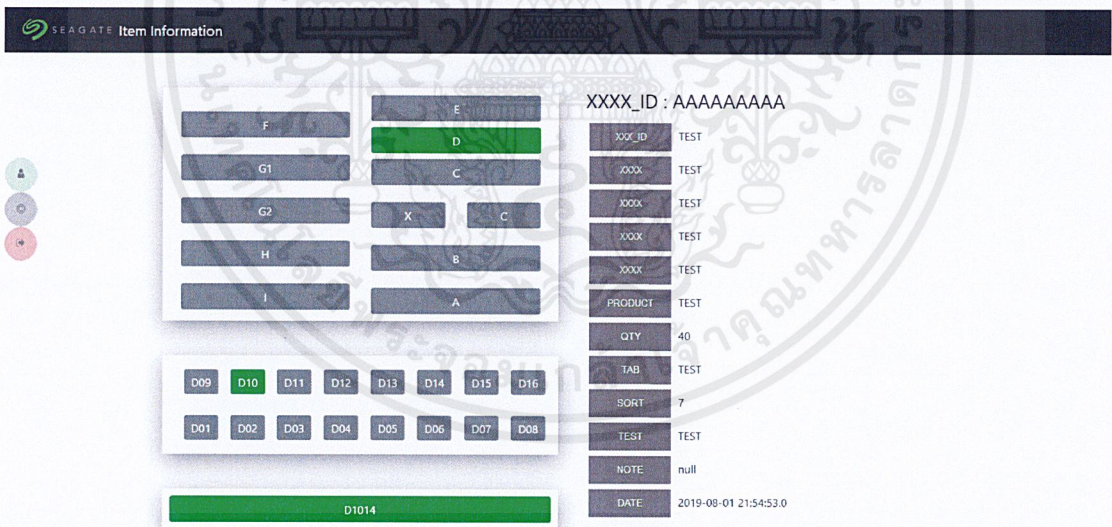 SEAGATE Item Information
XXXX_ID : AAAAAAAAA
E
F
D
G1
C
G2
X C
H
B
I
A
D09 D10 D11 D12 D13 D14 D15 D16
D01 D02 D03 D04 D05 D06 D07 D08
D1014
XXX_ID TEST
XXXX TEST
XXXX TEST
XXXX TEST
XXXX TEST
PRODUCT TEST
QTY 40
TAB TEST
SORT 7
TEST TEST
NOTE null
DATE 2019-08-01 21:54:53.0